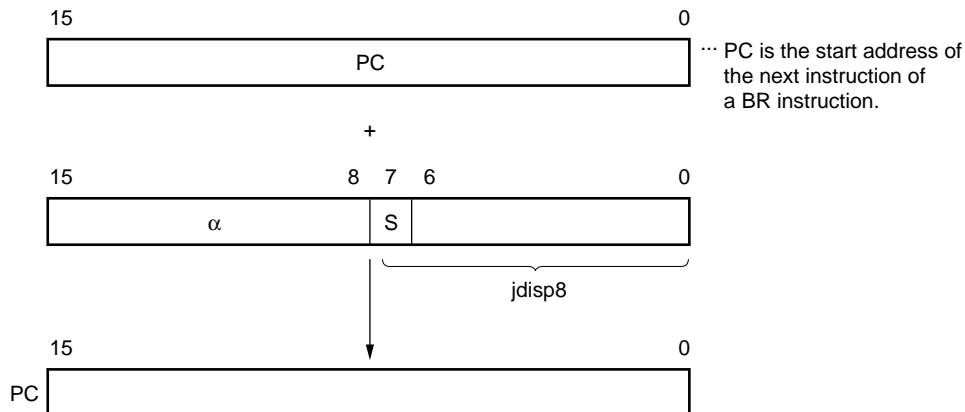 15 0
PC
... PC is the start address of
the next instruction of
a BR instruction.
+
15 8 7 6 0
α S
jdisp8
15 0
PC